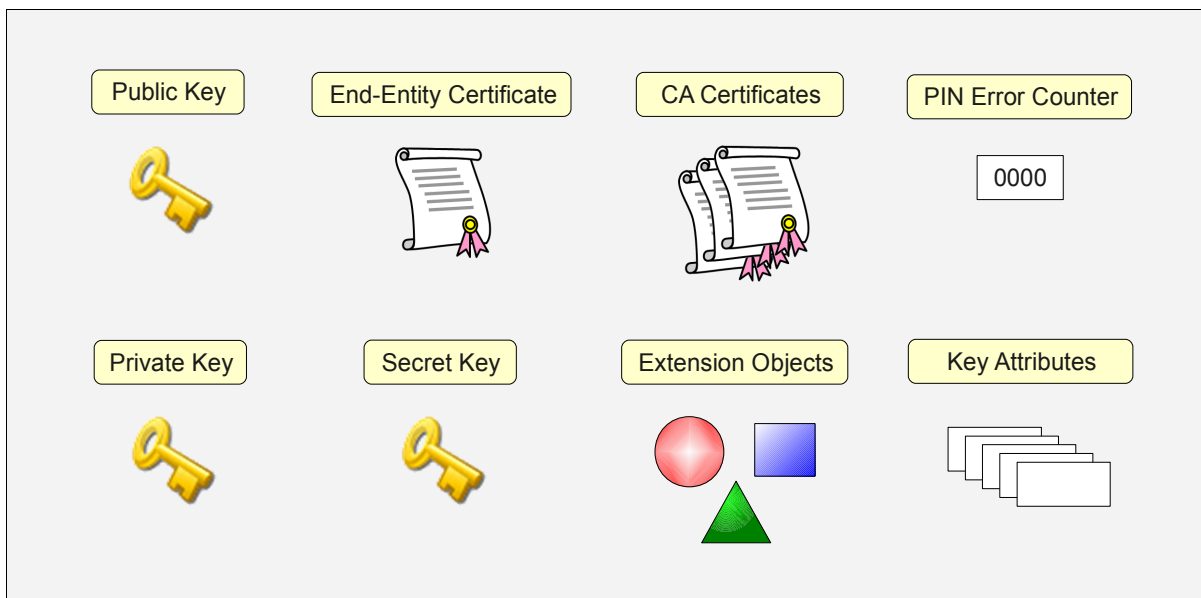 Public Key
End-Entity Certificate
CA Certificates
PIN Error Counter
0000
Private Key
Secret Key
Extension Objects
Key Attributes